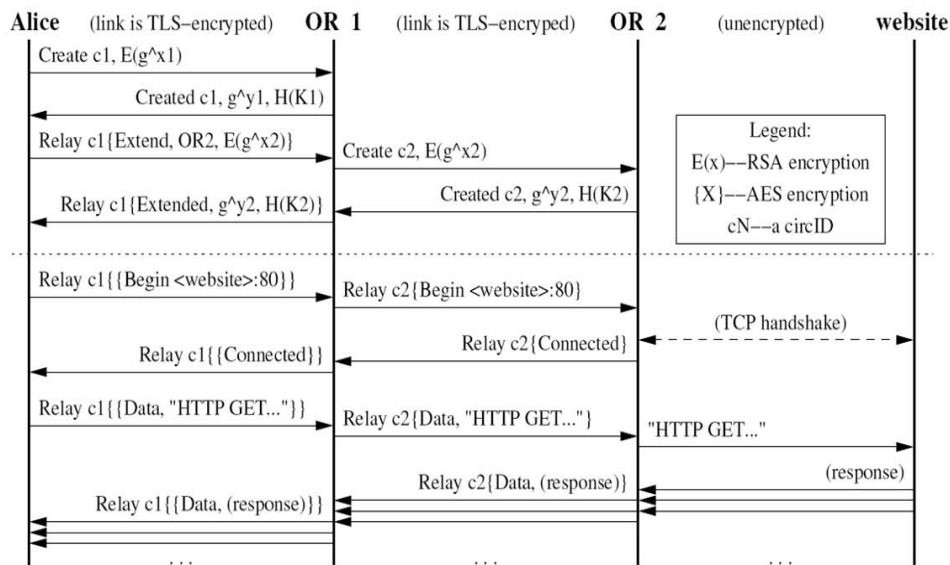 Alice (link is TLS−encrypted) OR 1 (link is TLS−encryped) OR 2 (unencrypted) website
Create c1, E(g^x1)
Created c1, g^y1, H(K1)
Relay c1{Extend, OR2, E(g^x2)}
Create c2, E(g^x2)
Created c2, g^y2, H(K2)
Relay c1{Extended, g^y2, H(K2)}
Legend:
E(x)−−RSA encryption
{X}−−AES encryption
cN−−a circID
Relay c1{{Begin <website>:80}}
Relay c2{Begin <website>:80}
(TCP handshake)
Relay c2{Connected}
Relay c1{{Connected}}
Relay c1{{Data, "HTTP GET..."}}
Relay c2{Data, "HTTP GET..."}
"HTTP GET..."
(response)
Relay c2{Data, (response)}
Relay c1{{Data, (response)}}
. . . . . . . . .